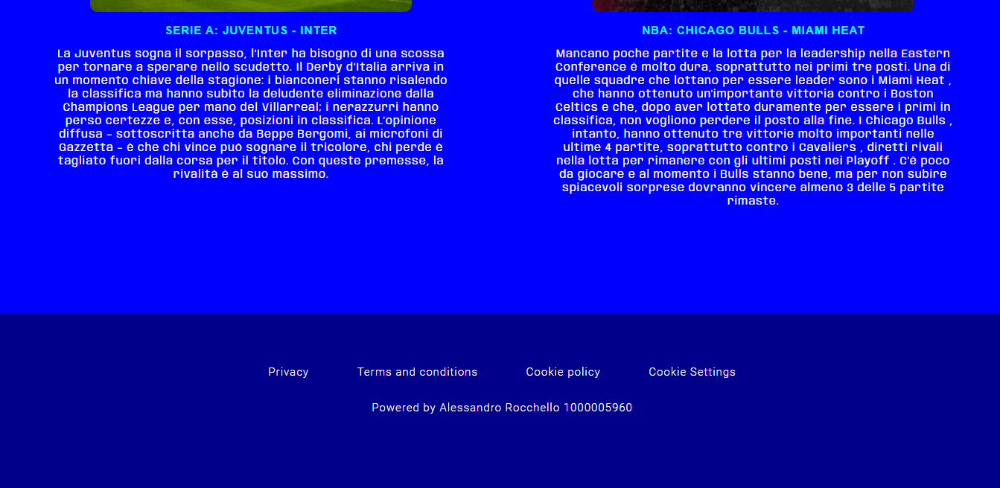 SERIE A: JUVENTUS - INTER
La Juventus sogna il sorpasso, l'Inter ha bisogno di una scossa
per tornare a sperare nello scudetto. Il Derby d'Italia arriva in
un momento chiave della stagione: i bianconeri stanno risalendo
la classifica ma hanno subito la deludente eliminazione dalla
Champions League per mano del Villarreal; i nerazzurri hanno
perso certezze e, con esse, posizioni in classifica. L'opinione
diffusa – sottoscritta anche da Beppe Bergomi, ai microfoni di
Gazzetta – è che chi vince può sognare il tricolore, chi perde è
tagliato fuori dalla corsa per il titolo. Con queste premesse, la
rivalità è al suo massimo.
NBA: CHICAGO BULLS - MIAMI HEAT
Mancano poche partite e la lotta per la leadership nella Eastern
Conference è molto dura, soprattutto nei primi tre posti. Una di
quelle squadre che lottano per essere leader sono i Miami Heat ,
che hanno ottenuto un'importante vittoria contro i Boston
Celtics e che, dopo aver lottato duramente per essere i primi in
classifica, non vogliono perdere il posto alla fine. I Chicago Bulls ,
intanto, hanno ottenuto tre vittorie molto importanti nelle
ultime 4 partite, soprattutto contro i Cavaliers , diretti rivali
nella lotta per rimanere con gli ultimi posti nei Playoff . C'è poco
da giocare e al momento i Bulls stanno bene, ma per non subire
spiacevoli sorprese dovranno vincere almeno 3 delle 5 partite
rimaste.
Privacy
Terms and conditions
Cookie policy
Cookie Settings
Powered by Alessandro Rocchello 1000005960